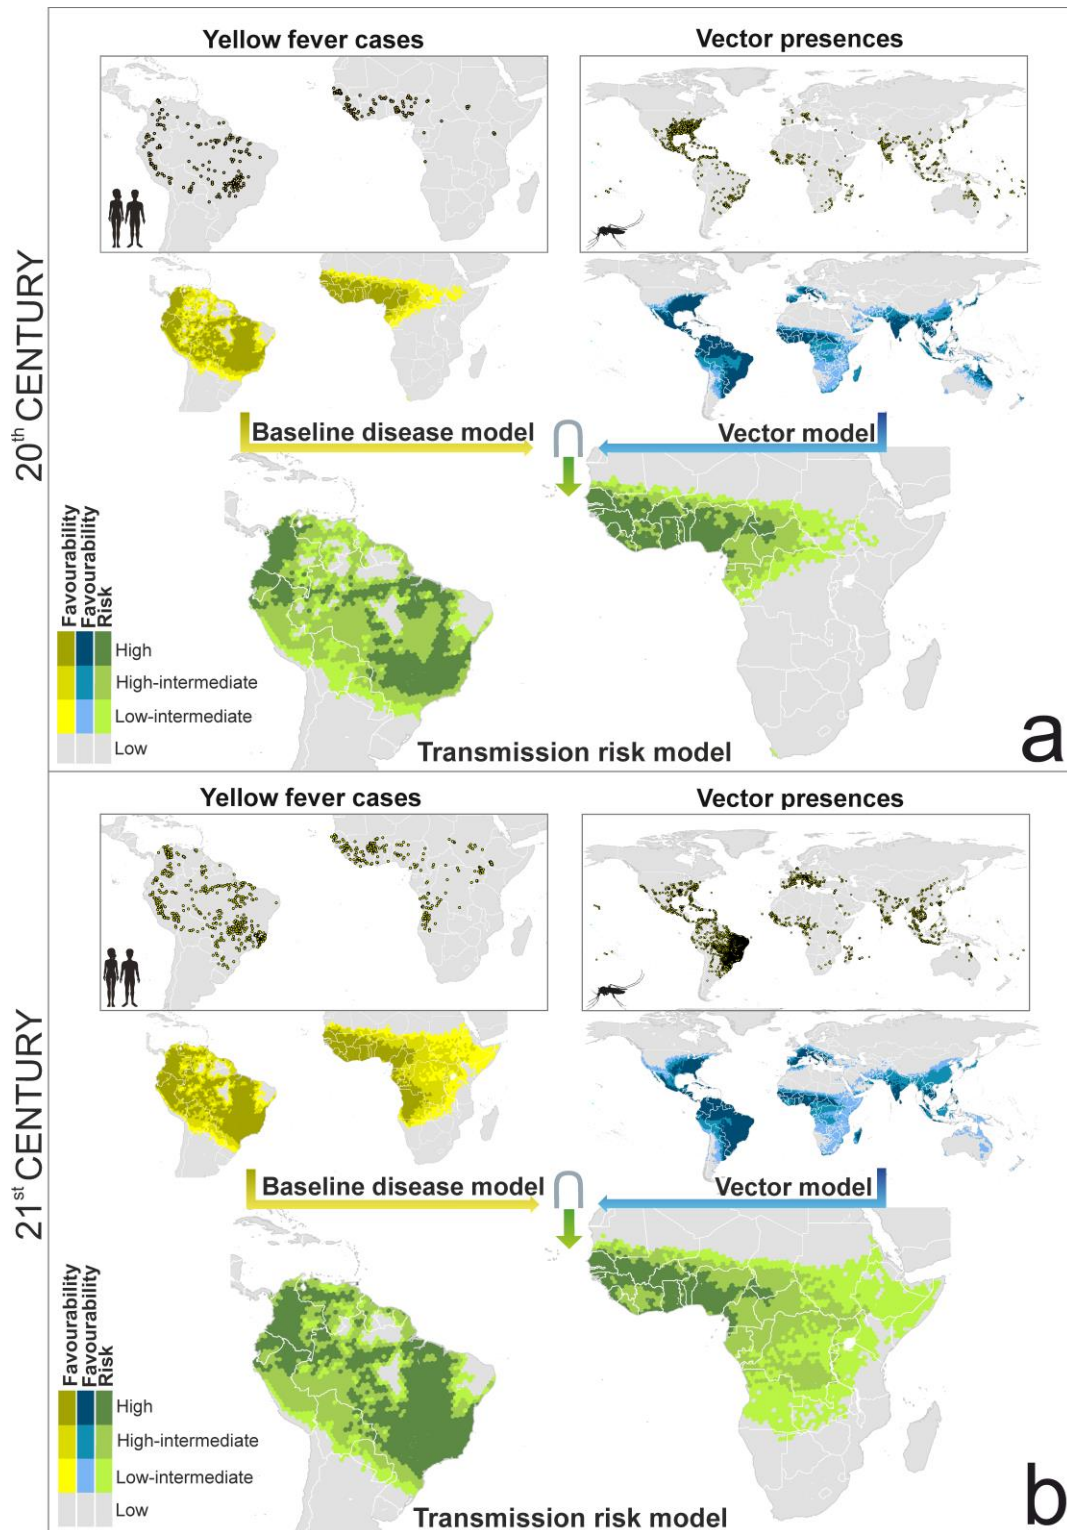 Yellow fever cases
Vector presences
20th CENTURY
Baseline disease model
Vector model
Favourability
Favourability
Risk
High
High-intermediate
Low-intermediate
Low
Transmission risk model
a
Yellow fever cases
Vector presences
21st CENTURY
Baseline disease model
Vector model
Favourability
Favourability
Risk
High
High-intermediate
Low-intermediate
Low
Transmission risk model
b